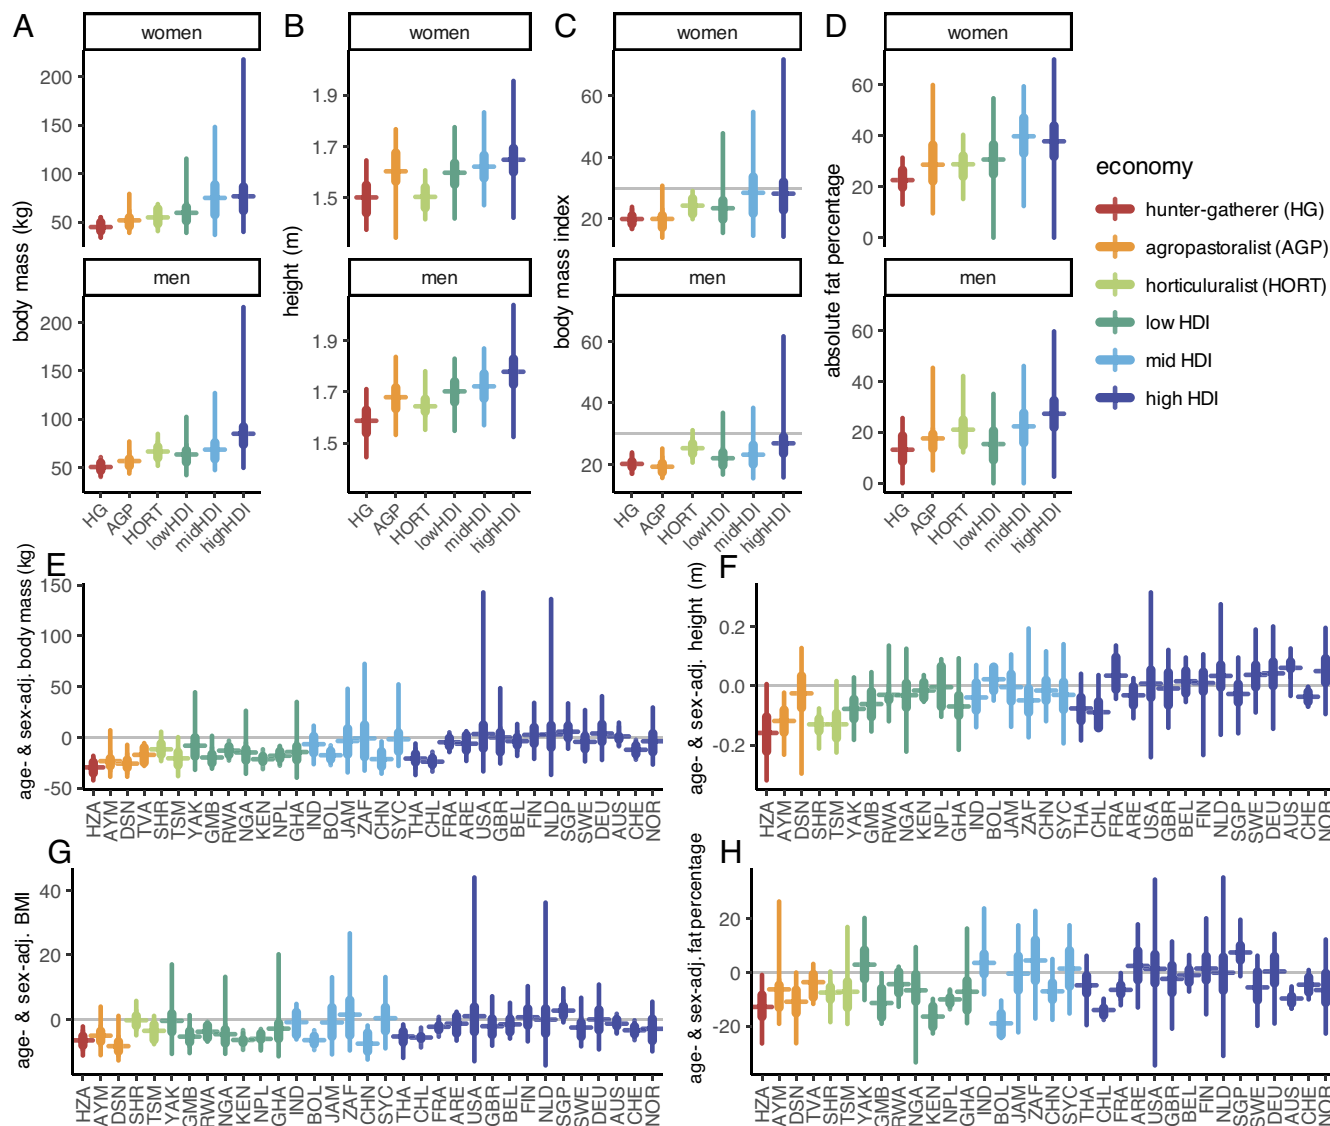 A
B
C
D
women
women
women
women
200
150
100
50
1.9
1.7
1.5
60
40
20
60
40
20
0
men
men
men
men
200
150
100
50
1.9
1.7
1.5
60
40
20
60
40
20
0
body mass (kg)
height (m)
body mass index
absolute fat percentage
HG AGP HORT lowHDI midHDI highHDI
HG AGP HORT lowHDI midHDI highHDI
HG AGP HORT lowHDI midHDI highHDI
HG AGP HORT lowHDI midHDI highHDI
economy
hunter-gatherer (HG)
agropastoralist (AGP)
horticuluralist (HORT)
low HDI
mid HDI
high HDI
E
age- & sex-adj. body mass (kg)
150
100
50
0
-50
HZA AYM DSN TVA SHR TSM YAK GMB RWA NGA KEN NPL GHA IND BOL JAM ZAF CHN SYC THA CHL FRA ARE USA GBR BEL FIN NLD SGP SWE DEU AUS CHE NOR
F
age- & sex-adj. height (m)
0.2
0.0
-0.2
HZA AYM DSN SHR TSM YAK GMB RWA NGA KEN NPL GHA IND BOL JAM ZAF CHN SYC THA CHL FRA ARE USA GBR BEL FIN NLD SGP SWE DEU AUS CHE NOR
G
age- & sex-adj. BMI
40
20
0
HZA AYM DSN SHR TSM YAK GMB RWA NGA KEN NPL GHA IND BOL JAM ZAF CHN SYC THA CHL FRA ARE USA GBR BEL FIN NLD SGP SWE DEU AUS CHE NOR
H
age- & sex-adj. fat percentage
20
0
-20
HZA AYM DSN TVA SHR TSM YAK GMB RWA NGA KEN NPL GHA IND BOL JAM ZAF CHN SYC THA CHL FRA ARE USA GBR BEL FIN NLD SGP SWE DEU AUS CHE NOR